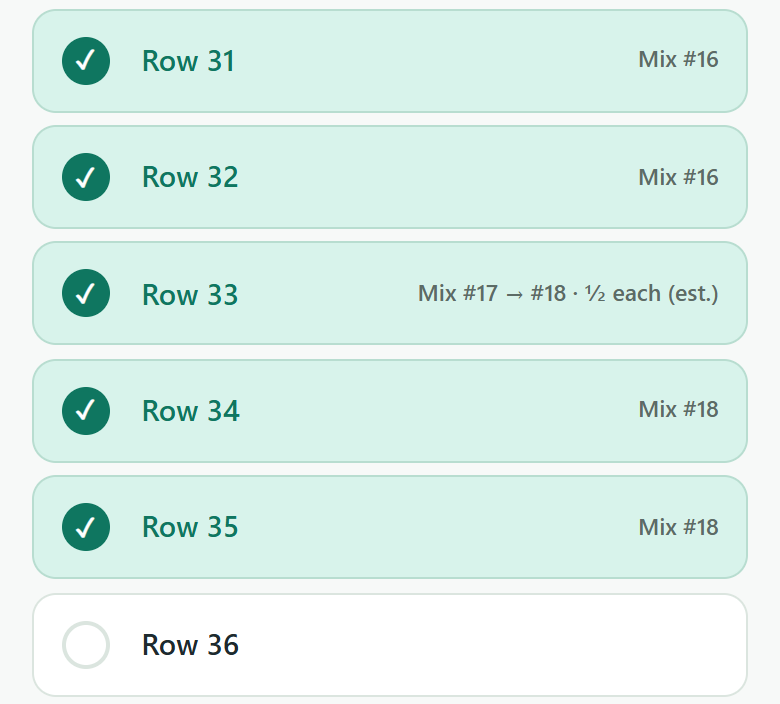 Row 31 Mix #16
Row 32 Mix #16
Row 33 Mix #17 → #18 · ½ each (est.)
Row 34 Mix #18
Row 35 Mix #18
Row 36